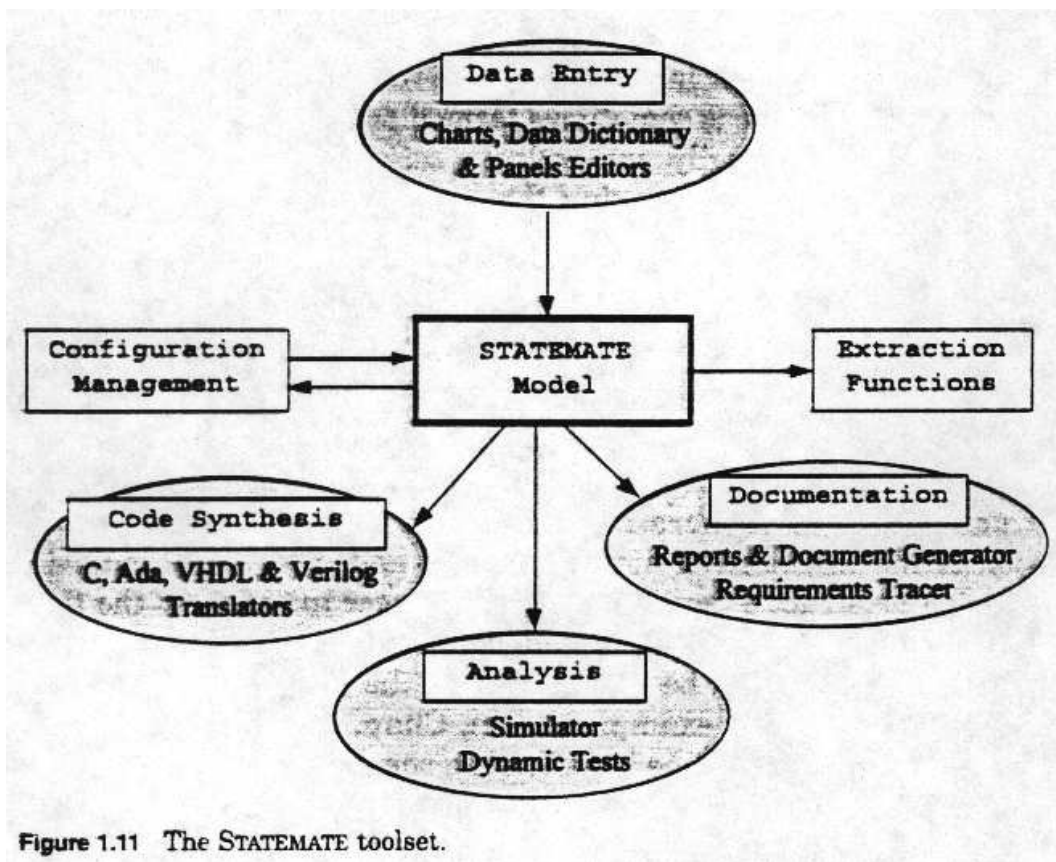 Data Entry
Charts, Data Dictionary
& Panels Editors
Configuration
Management
STATEMATE
Model
Extraction
Functions
Code Synthesis
C, Ada, VHDL & Verilog
Translators
Documentation
Reports & Document Generator
Requirements Tracer
Analysis
Simulator
Dynamic Tests
Figure 1.11 The STATEMATE toolset.